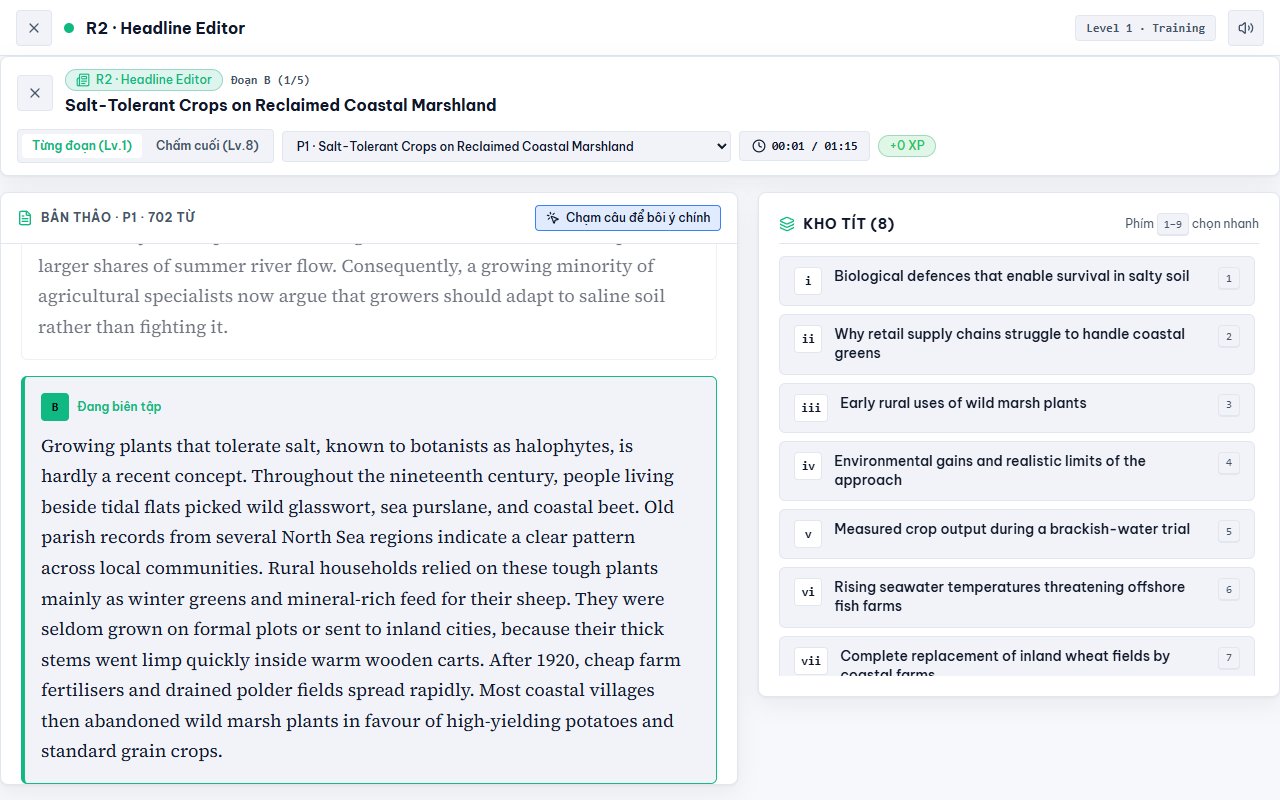 R2 · Headline Editor
Level 1 · Training
R2 · Headline Editor
Đoạn B (1/5)
Salt-Tolerant Crops on Reclaimed Coastal Marshland
Từng đoạn (Lv.1)
Chấm cuối (Lv.8)
P1 · Salt-Tolerant Crops on Reclaimed Coastal Marshland
00:01 / 01:15
+0 XP
BẢN THẢO · P1 · 702 TỪ
Chạm câu để bôi ý chính
larger shares of summer river flow. Consequently, a growing minority of
agricultural specialists now argue that growers should adapt to saline soil
rather than fighting it.
B
Đang biên tập
Growing plants that tolerate salt, known to botanists as halophytes, is
hardly a recent concept. Throughout the nineteenth century, people living
beside tidal flats picked wild glasswort, sea purslane, and coastal beet. Old
parish records from several North Sea regions indicate a clear pattern
across local communities. Rural households relied on these tough plants
mainly as winter greens and mineral-rich feed for their sheep. They were
seldom grown on formal plots or sent to inland cities, because their thick
stems went limp quickly inside warm wooden carts. After 1920, cheap farm
fertilisers and drained polder fields spread rapidly. Most coastal villages
then abandoned wild marsh plants in favour of high-yielding potatoes and
standard grain crops.
KHO TÍT (8)
Phím 1–9 chọn nhanh
i
Biological defences that enable survival in salty soil
1
ii
Why retail supply chains struggle to handle coastal
greens
2
iii
Early rural uses of wild marsh plants
3
iv
Environmental gains and realistic limits of the
approach
4
v
Measured crop output during a brackish-water trial
5
vi
Rising seawater temperatures threatening offshore
fish farms
6
vii
Complete replacement of inland wheat fields by
coastal farms
7